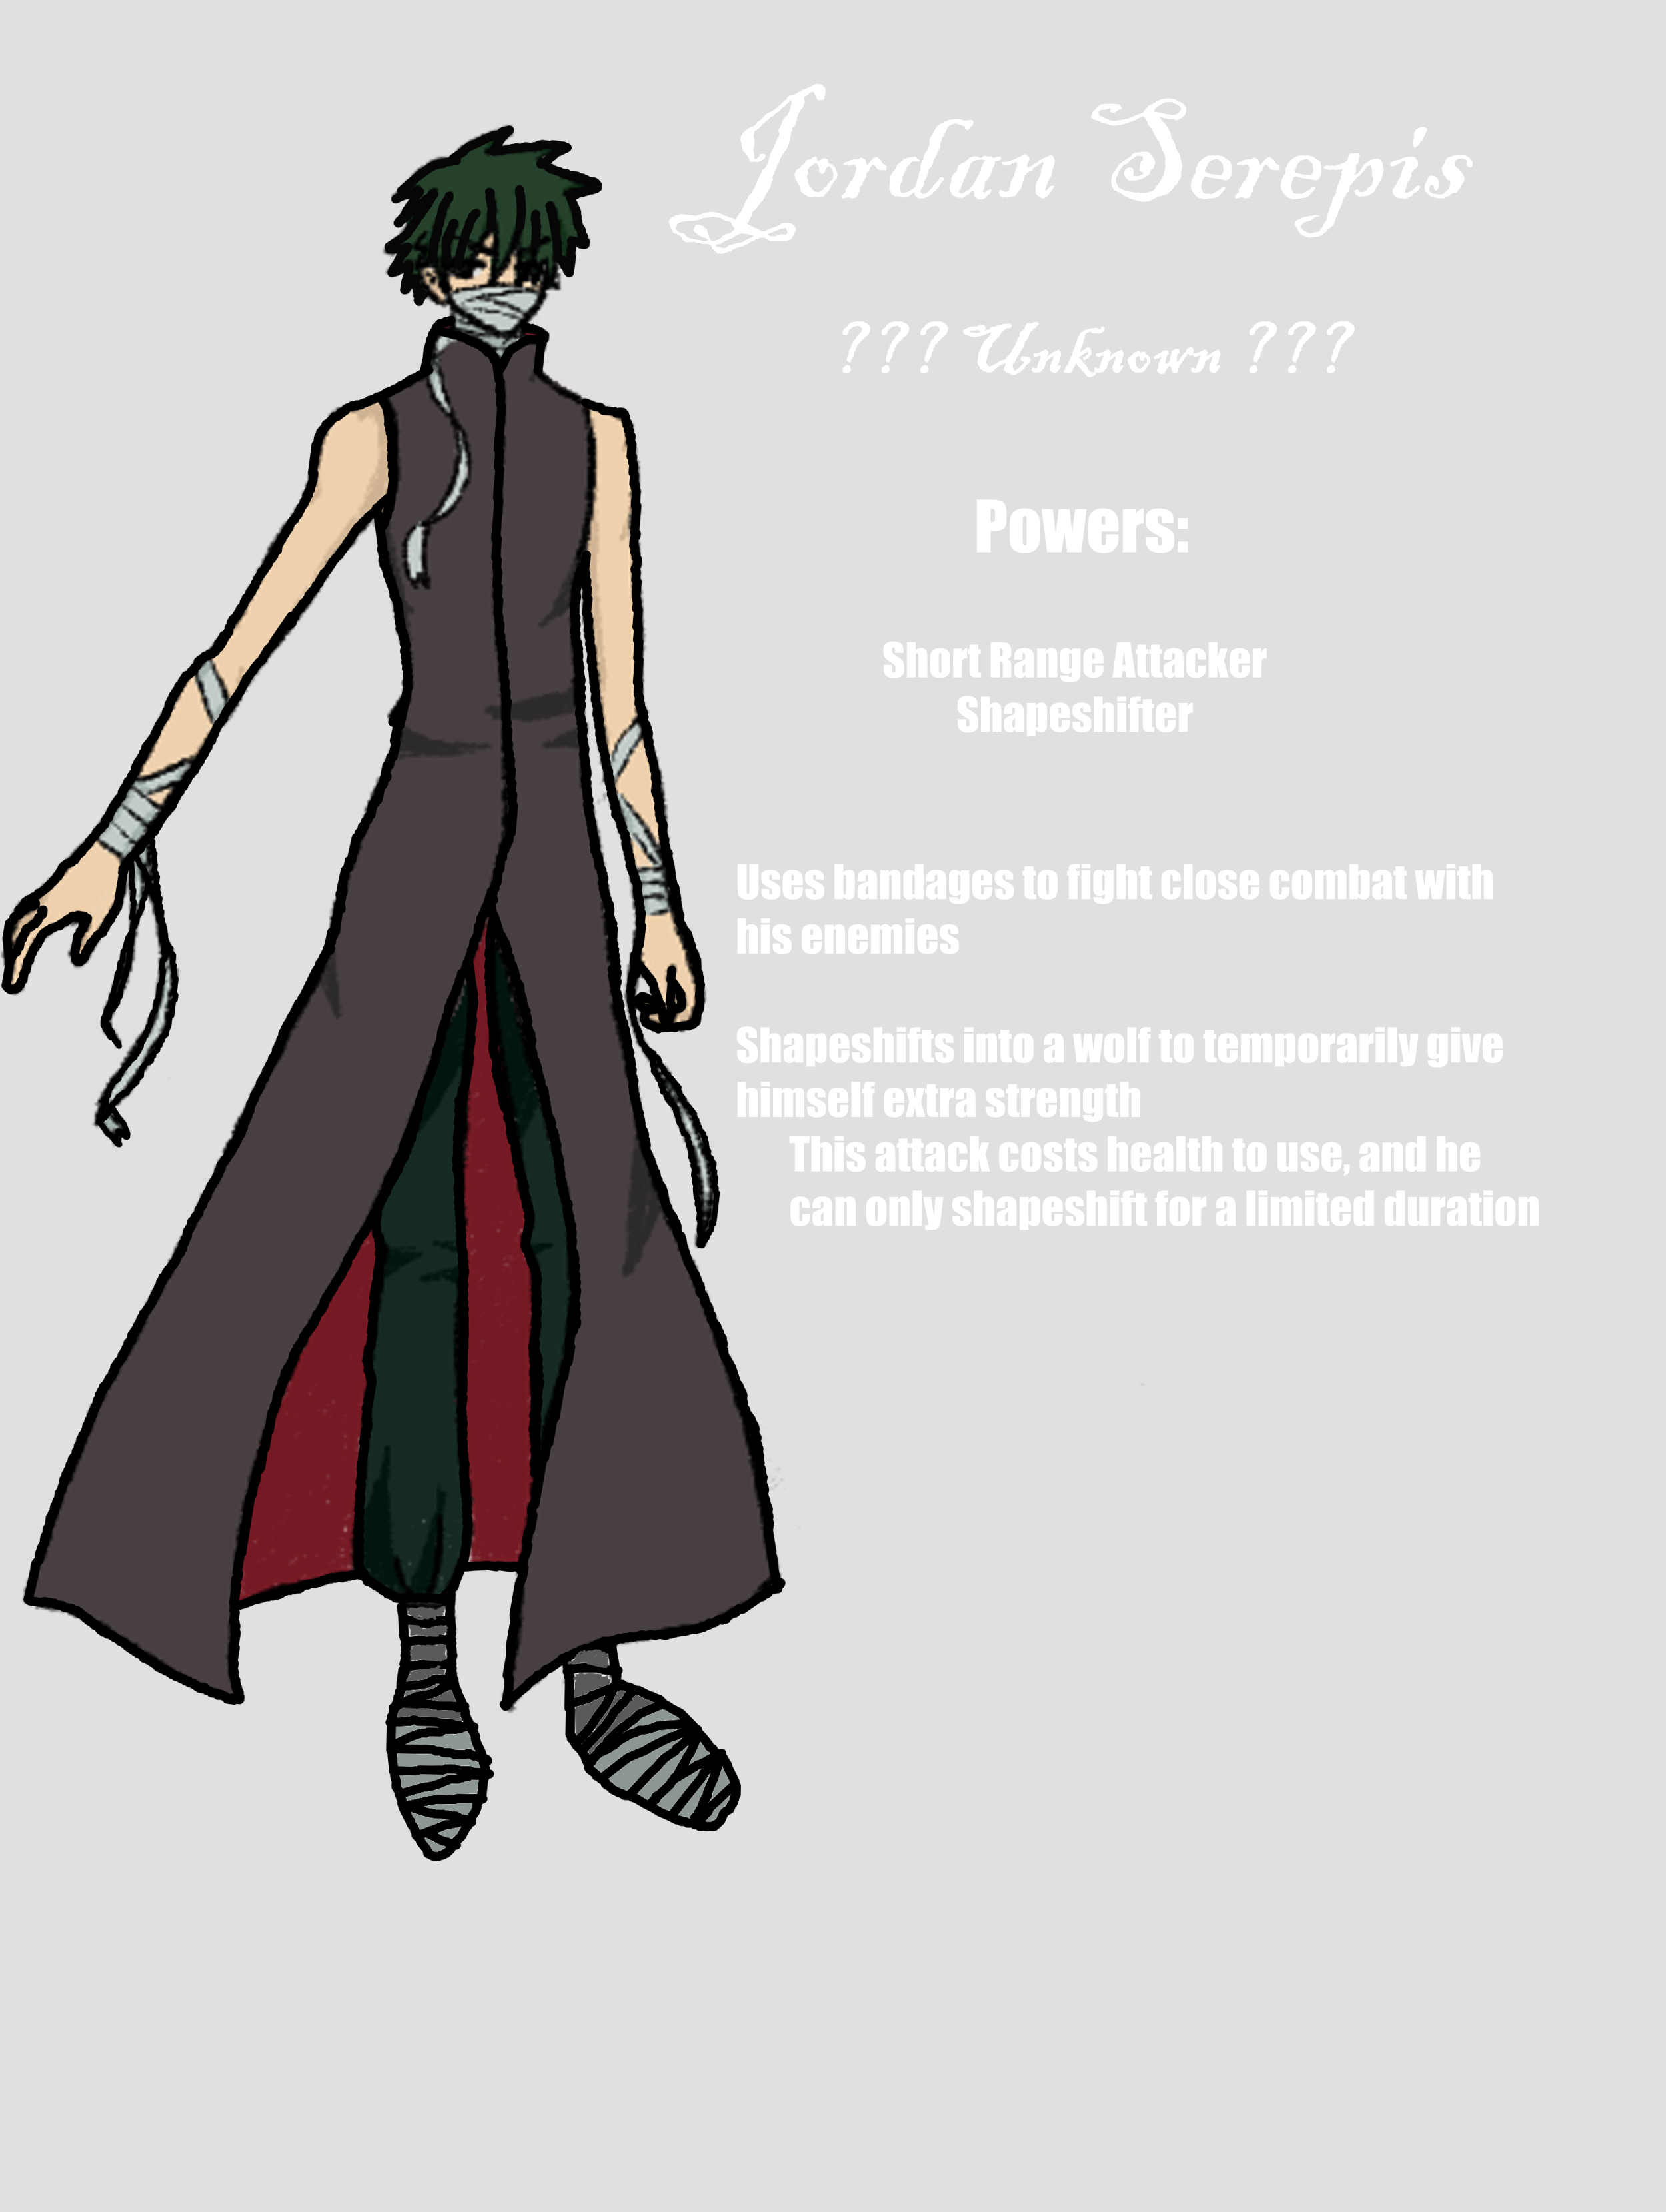 Jordan Serepis
??? Unknown ???
Powers:
Short Range Attacker
Shapeshifter
Uses bandages to fight close combat with
his enemies
Shapeshifts into a wolf to temporarily give
himself extra strength
This attack costs health to use, and he
can only shapeshift for a limited duration